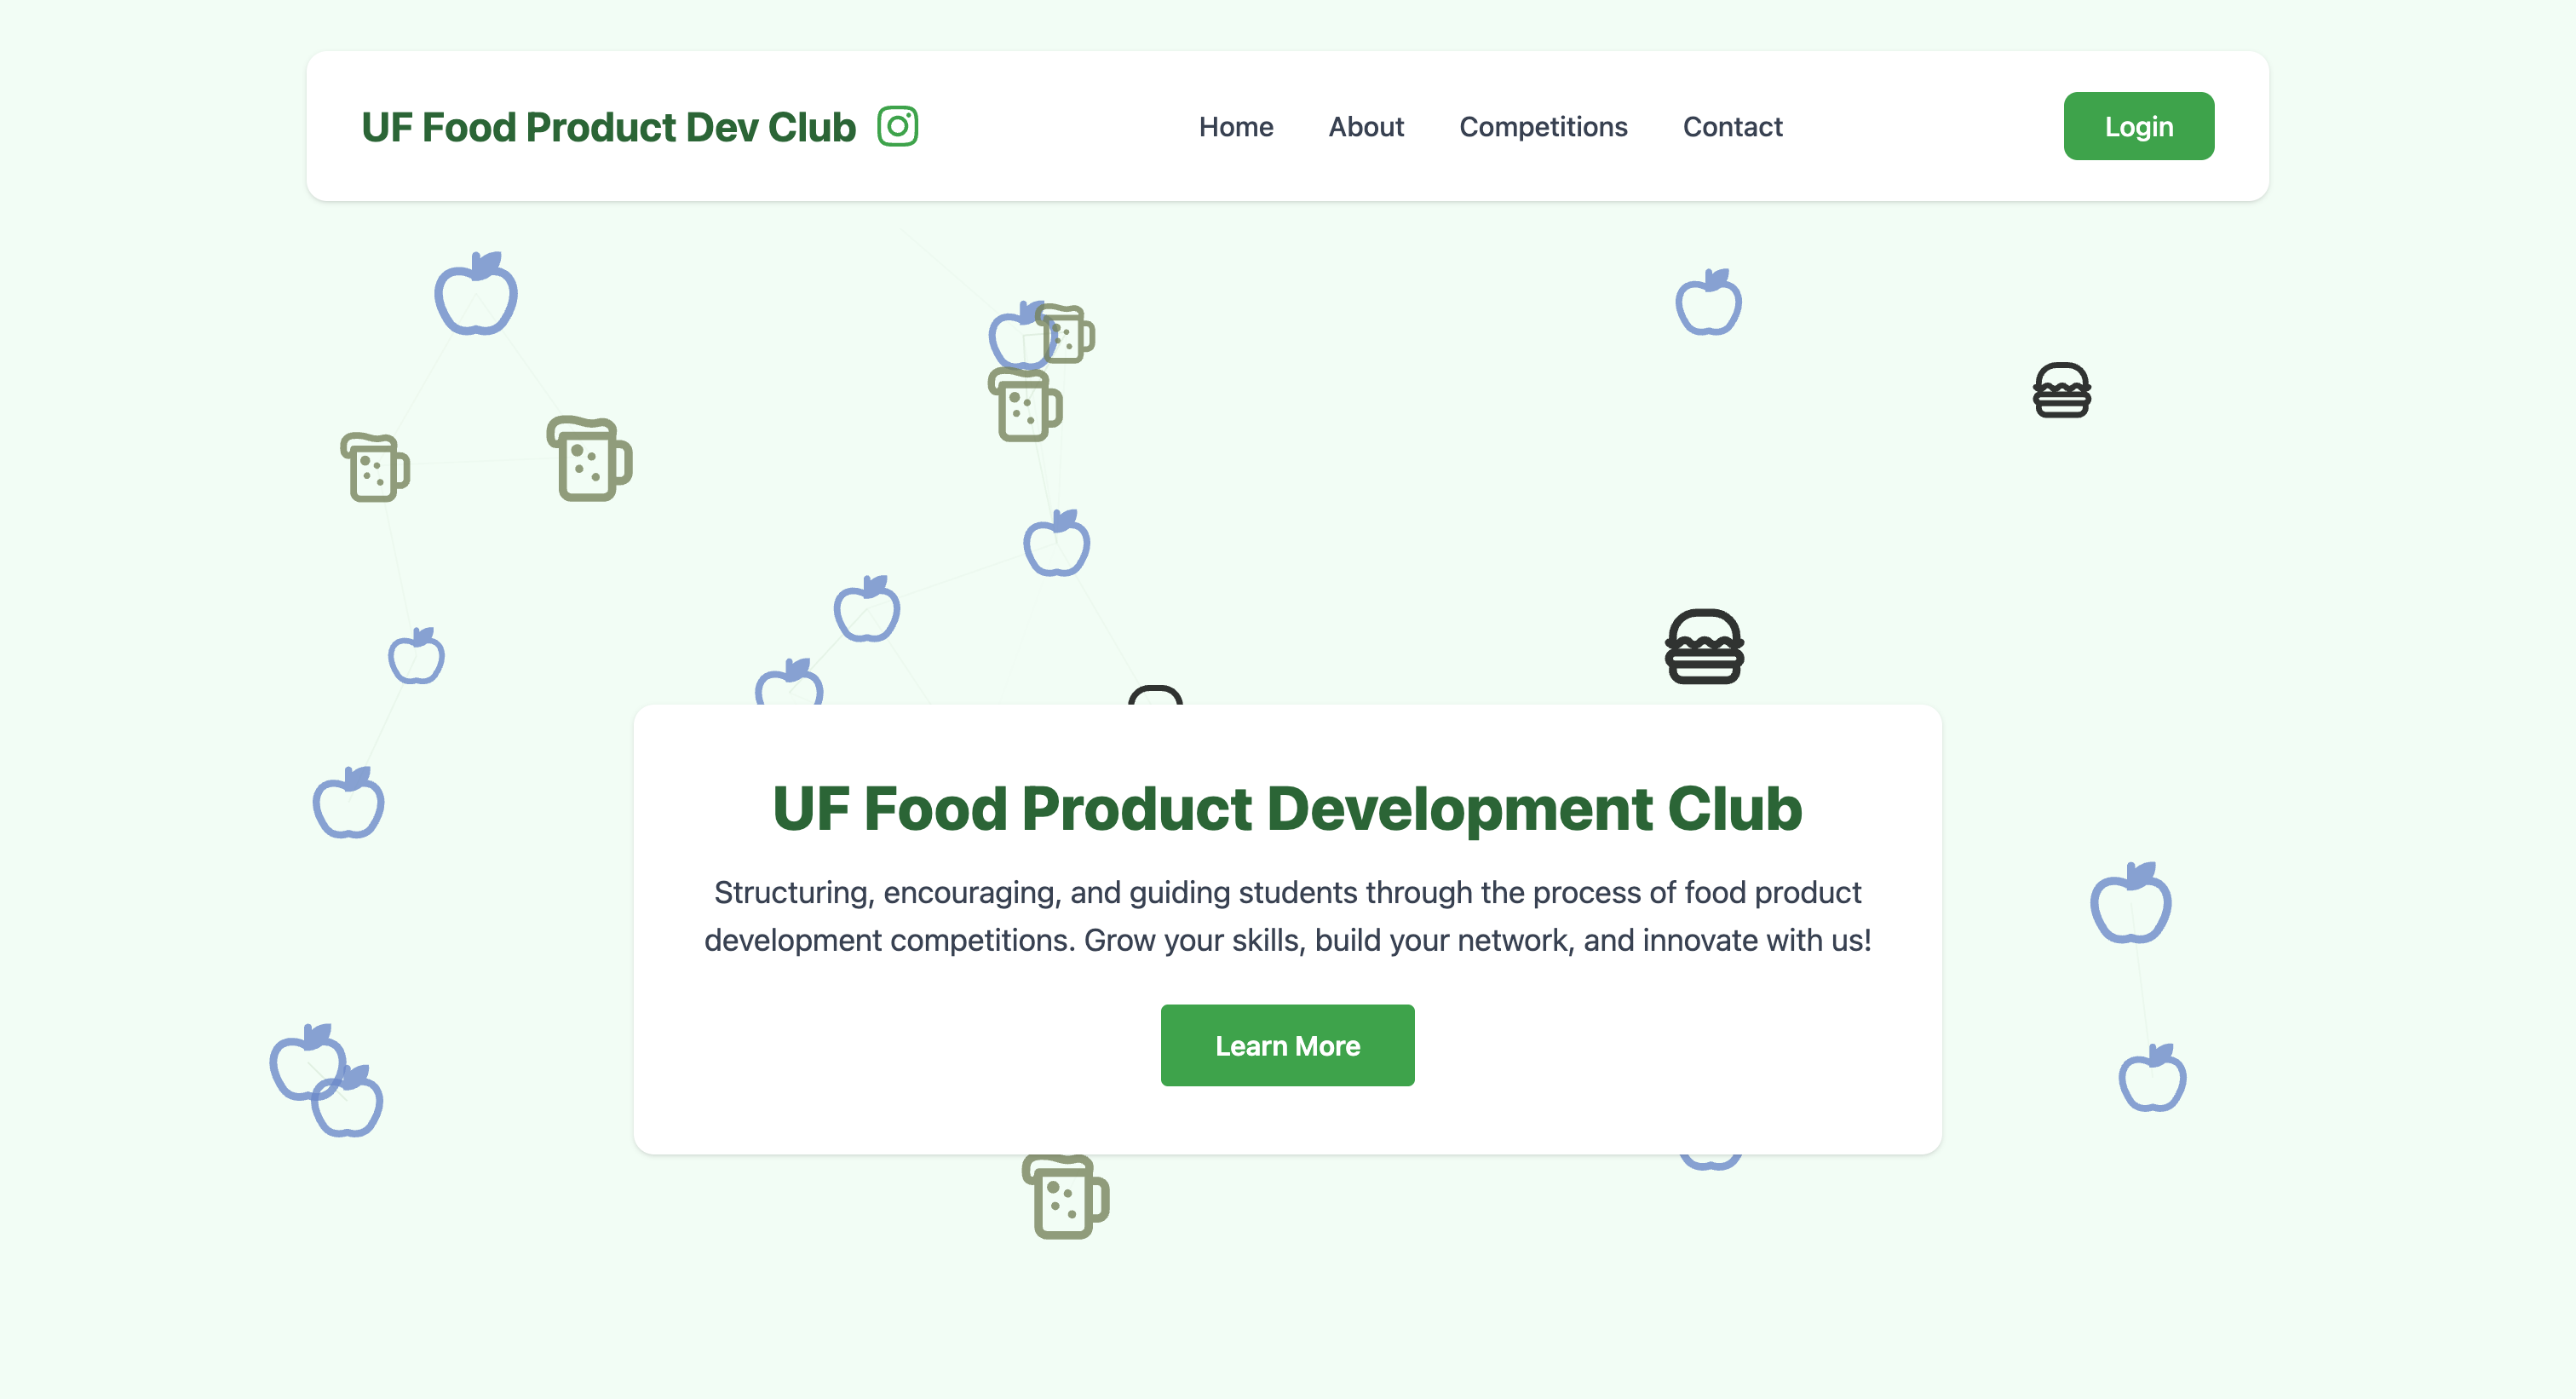 UF Food Product Dev Club
Home
About
Competitions
Contact
Login
UF Food Product Development Club
Structuring, encouraging, and guiding students through the process of food product
development competitions. Grow your skills, build your network, and innovate with us!
Learn More